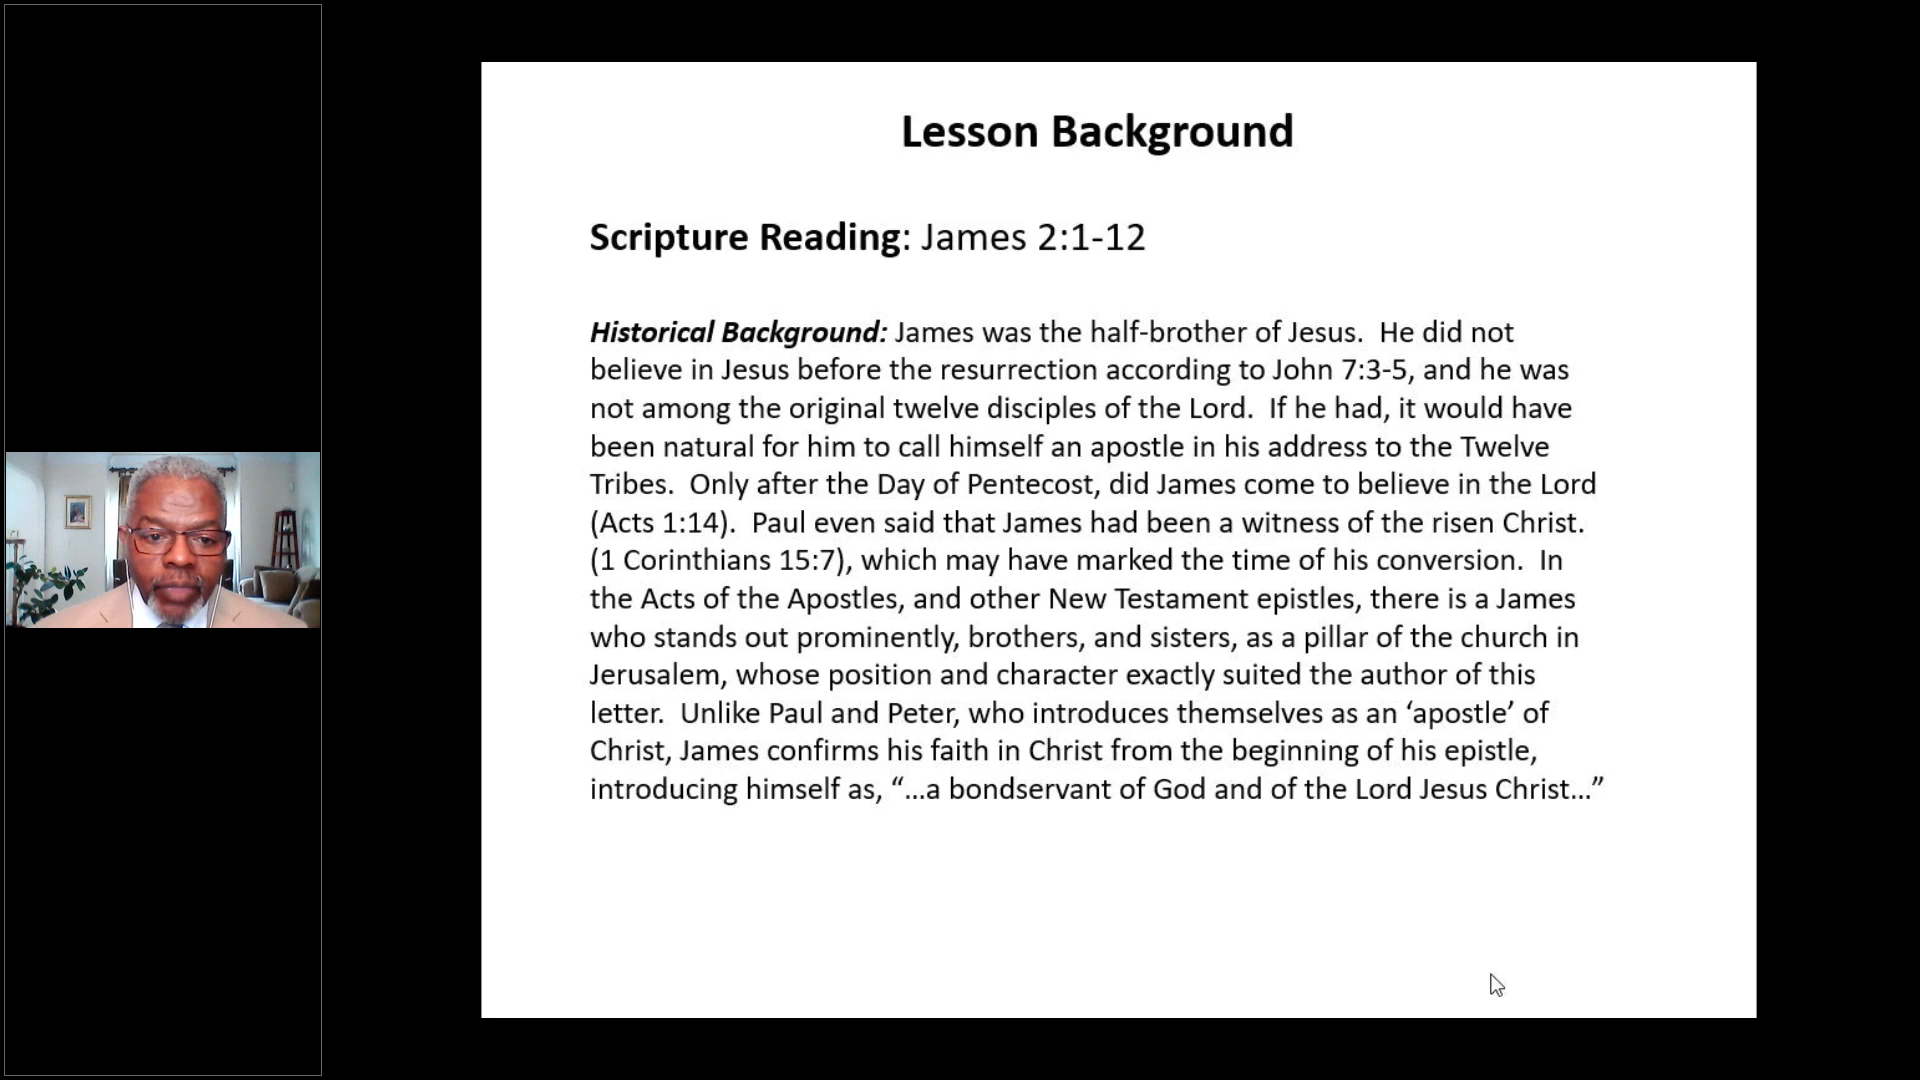 Lesson Background
Scripture Reading: James 2:1-12
Historical Background: James was the half-brother of Jesus.  He did not
believe in Jesus before the resurrection according to John 7:3-5, and he was
not among the original twelve disciples of the Lord.  If he had, it would have
been natural for him to call himself an apostle in his address to the Twelve
Tribes.  Only after the Day of Pentecost, did James come to believe in the Lord
(Acts 1:14).  Paul even said that James had been a witness of the risen Christ.
(1 Corinthians 15:7), which may have marked the time of his conversion.  In
the Acts of the Apostles, and other New Testament epistles, there is a James
who stands out prominently, brothers, and sisters, as a pillar of the church in
Jerusalem, whose position and character exactly suited the author of this
letter.  Unlike Paul and Peter, who introduces themselves as an ‘apostle’ of
Christ, James confirms his faith in Christ from the beginning of his epistle,
introducing himself as, “…a bondservant of God and of the Lord Jesus Christ…”